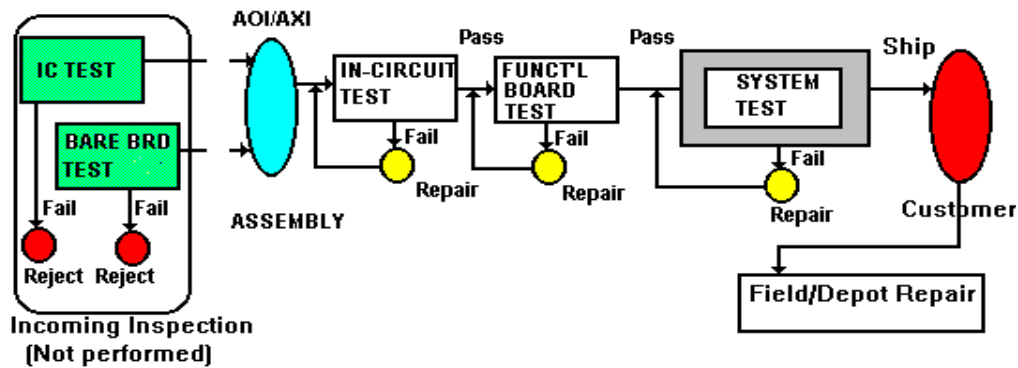 AOI/AXI
IC TEST
BARE BRD
TEST
Fail
Fail
Reject
Reject
Incoming Inspection
(Not performed)
ASSEMBLY
IN-CIRCUIT
TEST
Fail
Repair
Pass
FUNCT'L
BOARD
TEST
Fail
Repair
Pass
SYSTEM
TEST
Fail
Repair
Ship
Customer
Field/Depot Repair